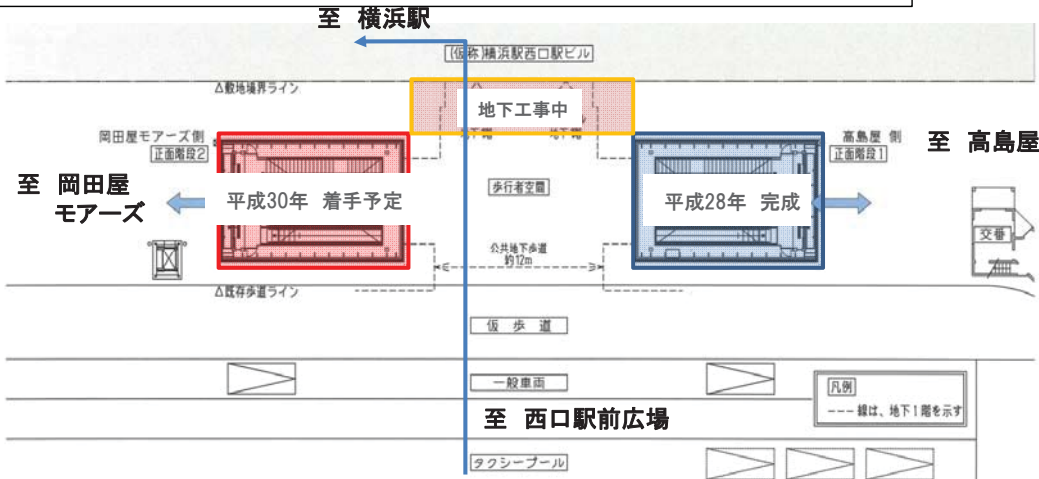 至 横浜駅
(仮称)横浜駅西口駅ビル
△敷地境界ライン
地下工事中
岡田屋モアーズ側
正面階段2
高島屋 側
正面階段1
至 高島屋
至 岡田屋
モアーズ
平成30年 着手予定
歩行者空間
平成28年 完成
交番
公共地下歩道
約12m
△既存歩道ライン
仮 歩 道
一般車両
凡例
--- 線は、地下1階を示す
至 西口駅前広場
タクシープール